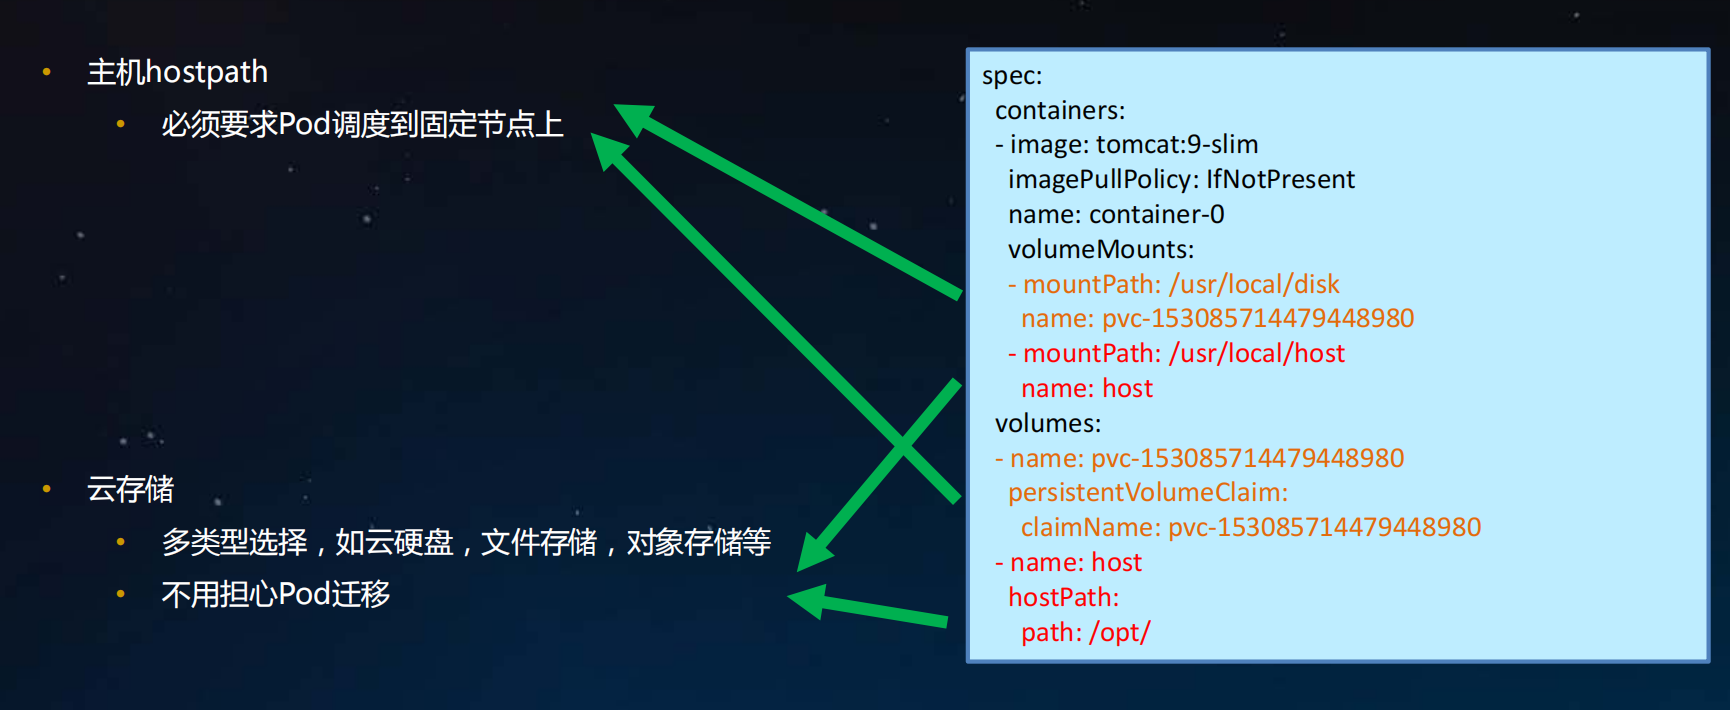 主机hostpath
必须要求Pod调度到固定节点上
云存储
多类型选择，如云硬盘，文件存储，对象存储等
不用担心Pod迁移
spec:
containers:
- image: tomcat:9-slim
imagePullPolicy: IfNotPresent
name: container-0
volumeMounts:
- mountPath: /usr/local/disk
name: pvc-153085714479448980
- mountPath: /usr/local/host
name: host
volumes:
- name: pvc-153085714479448980
persistentVolumeClaim:
claimName: pvc-153085714479448980
- name: host
hostPath:
path: /opt/